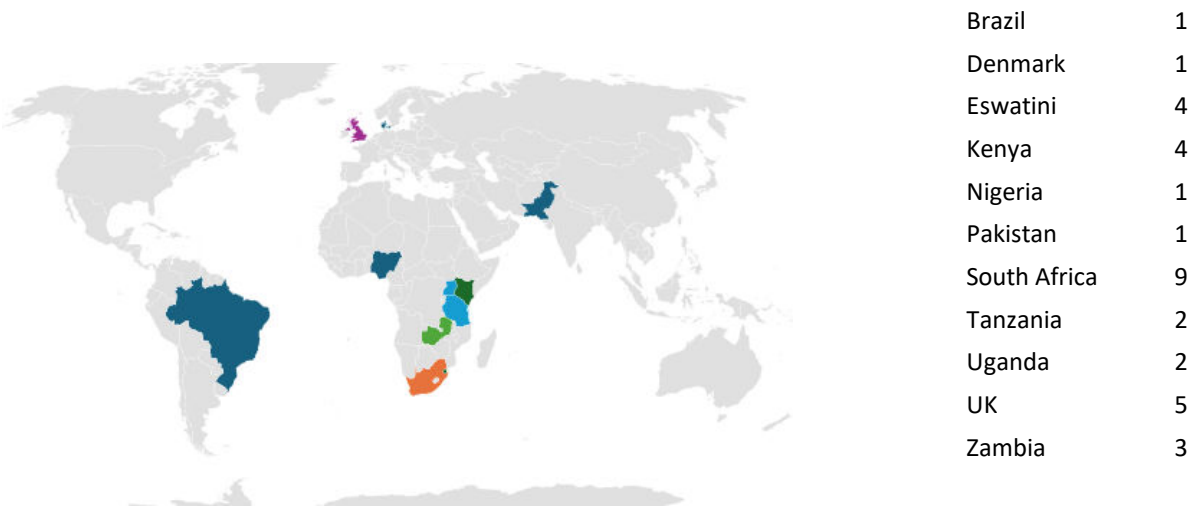 Brazil 1
Denmark 1
Eswatini 4
Kenya 4
Nigeria 1
Pakistan 1
South Africa 9
Tanzania 2
Uganda 2
UK 5
Zambia 3